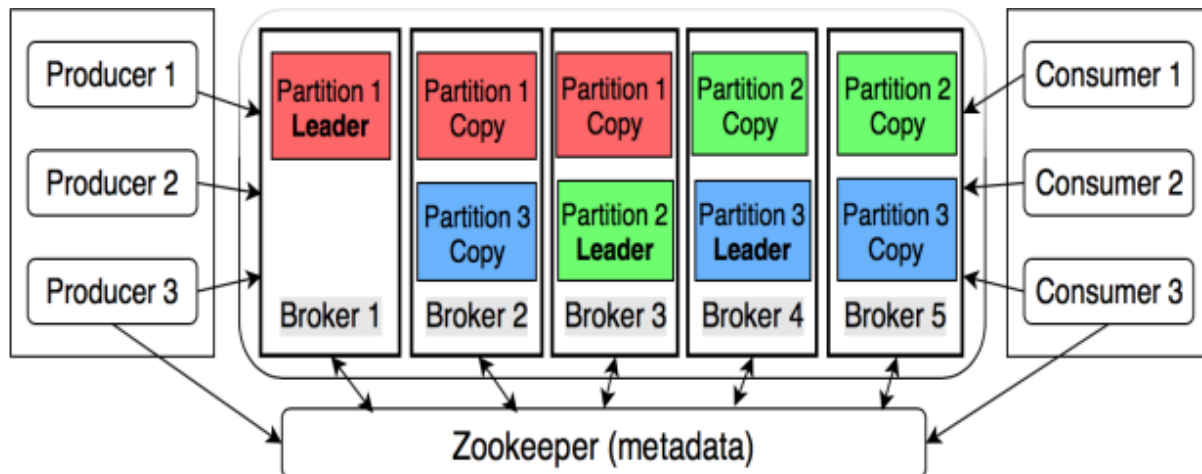 Producer 1
Producer 2
Producer 3
Partition 1
Leader
Broker 1
Partition 1
Copy
Partition 3
Copy
Broker 2
Partition 1
Copy
Partition 2
Leader
Broker 3
Partition 2
Copy
Partition 3
Leader
Broker 4
Partition 2
Copy
Partition 3
Copy
Broker 5
Consumer 1
Consumer 2
Consumer 3
Zookeeper (metadata)